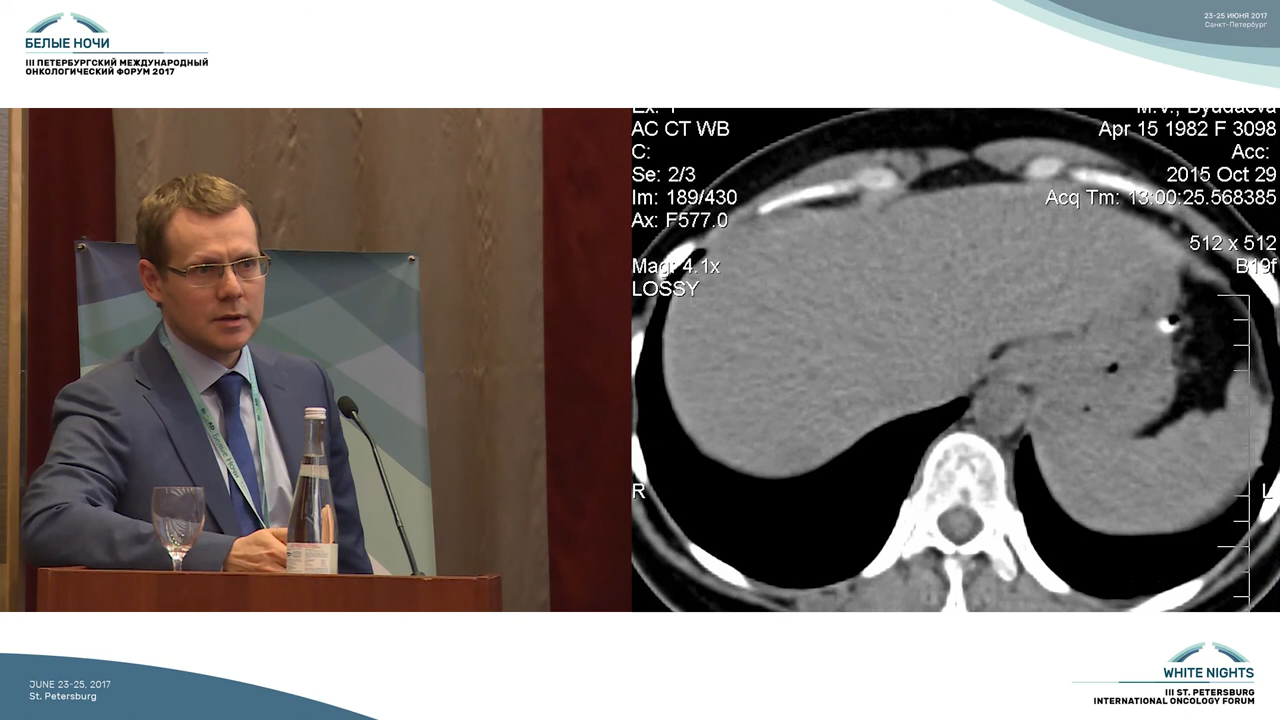 БЕЛЫЕ НОЧИ
III ПЕТЕРБУРГСКИЙ МЕЖДУНАРОДНЫЙ
ОНКОЛОГИЧЕСКИЙ ФОРУМ 2017
23-25 ИЮНЯ 2017
Санкт-Петербург
AC CT WB
C:
Se: 2/3
Im: 189/430
Ax: F577.0
Mag: 4.1x
LOSSY
Apr 15 1982 F 3098
Acc:
2015 Oct 29
Acq Tm: 13:00:25.568385
512 x 512
B19f
R
L
JUNE 23-25, 2017
St. Petersburg
WHITE NIGHTS
III ST. PETERSBURG
INTERNATIONAL ONCOLOGY FORUM